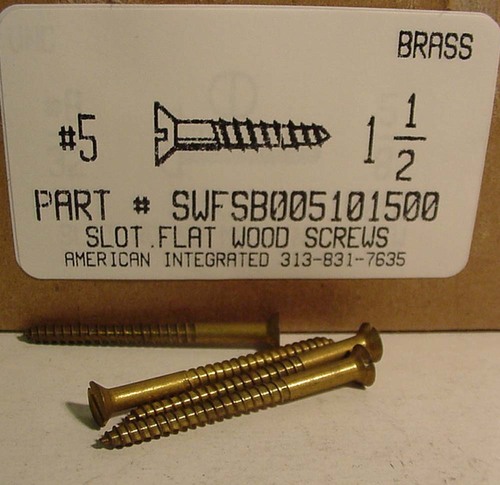 BRASS
#5 1 1/2
PART # SWFSB005101500
SLOT.FLAT WOOD SCREWS
AMERICAN INTEGRATED 313-831-7635